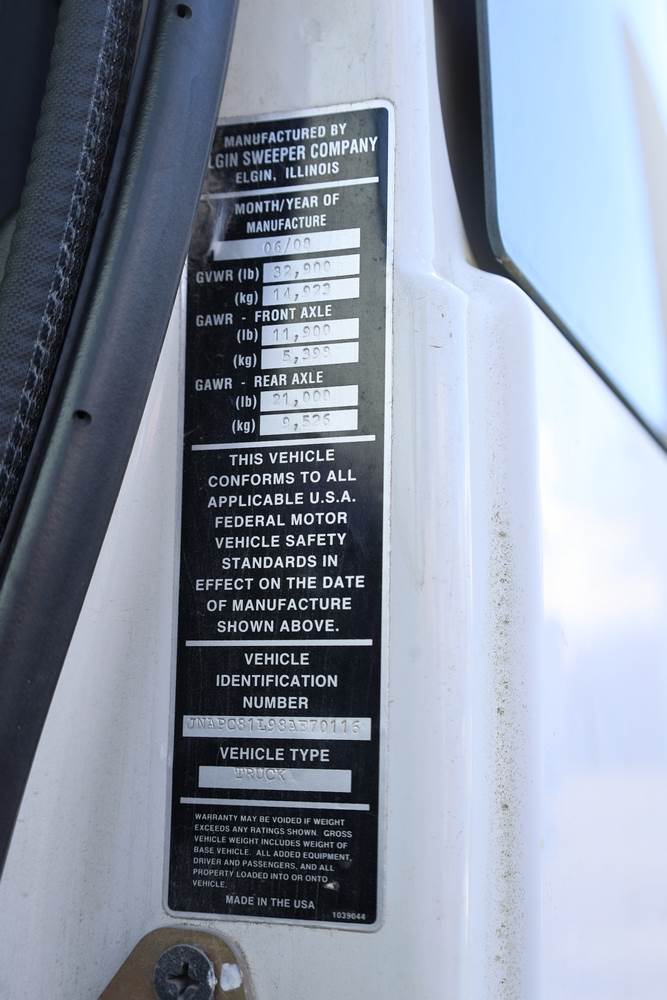 MANUFACTURED BY
LGIN SWEEPER COMPANY
ELGIN, ILLINOIS
MONTH/YEAR OF
MANUFACTURE
06/08
GVWR (lb) 32,900
(kg) 14,923
GAWR - FRONT AXLE
(lb) 11,900
(kg) 5,398
GAWR - REAR AXLE
(lb) 21,000
(kg) 9,526
THIS VEHICLE
CONFORMS TO ALL
APPLICABLE U.S.A.
FEDERAL MOTOR
VEHICLE SAFETY
STANDARDS IN
EFFECT ON THE DATE
OF MANUFACTURE
SHOWN ABOVE.
VEHICLE
IDENTIFICATION
NUMBER
JNAPC81L98AF70116
VEHICLE TYPE
TRUCK
WARRANTY MAY BE VOIDED IF WEIGHT
EXCEEDS ANY RATINGS SHOWN. GROSS
VEHICLE WEIGHT INCLUDES WEIGHT OF
BASE VEHICLE. ALL ADDED EQUIPMENT,
DRIVER AND PASSENGERS, AND ALL
PROPERTY LOADED INTO OR ONTO
VEHICLE.
MADE IN THE USA
1039644